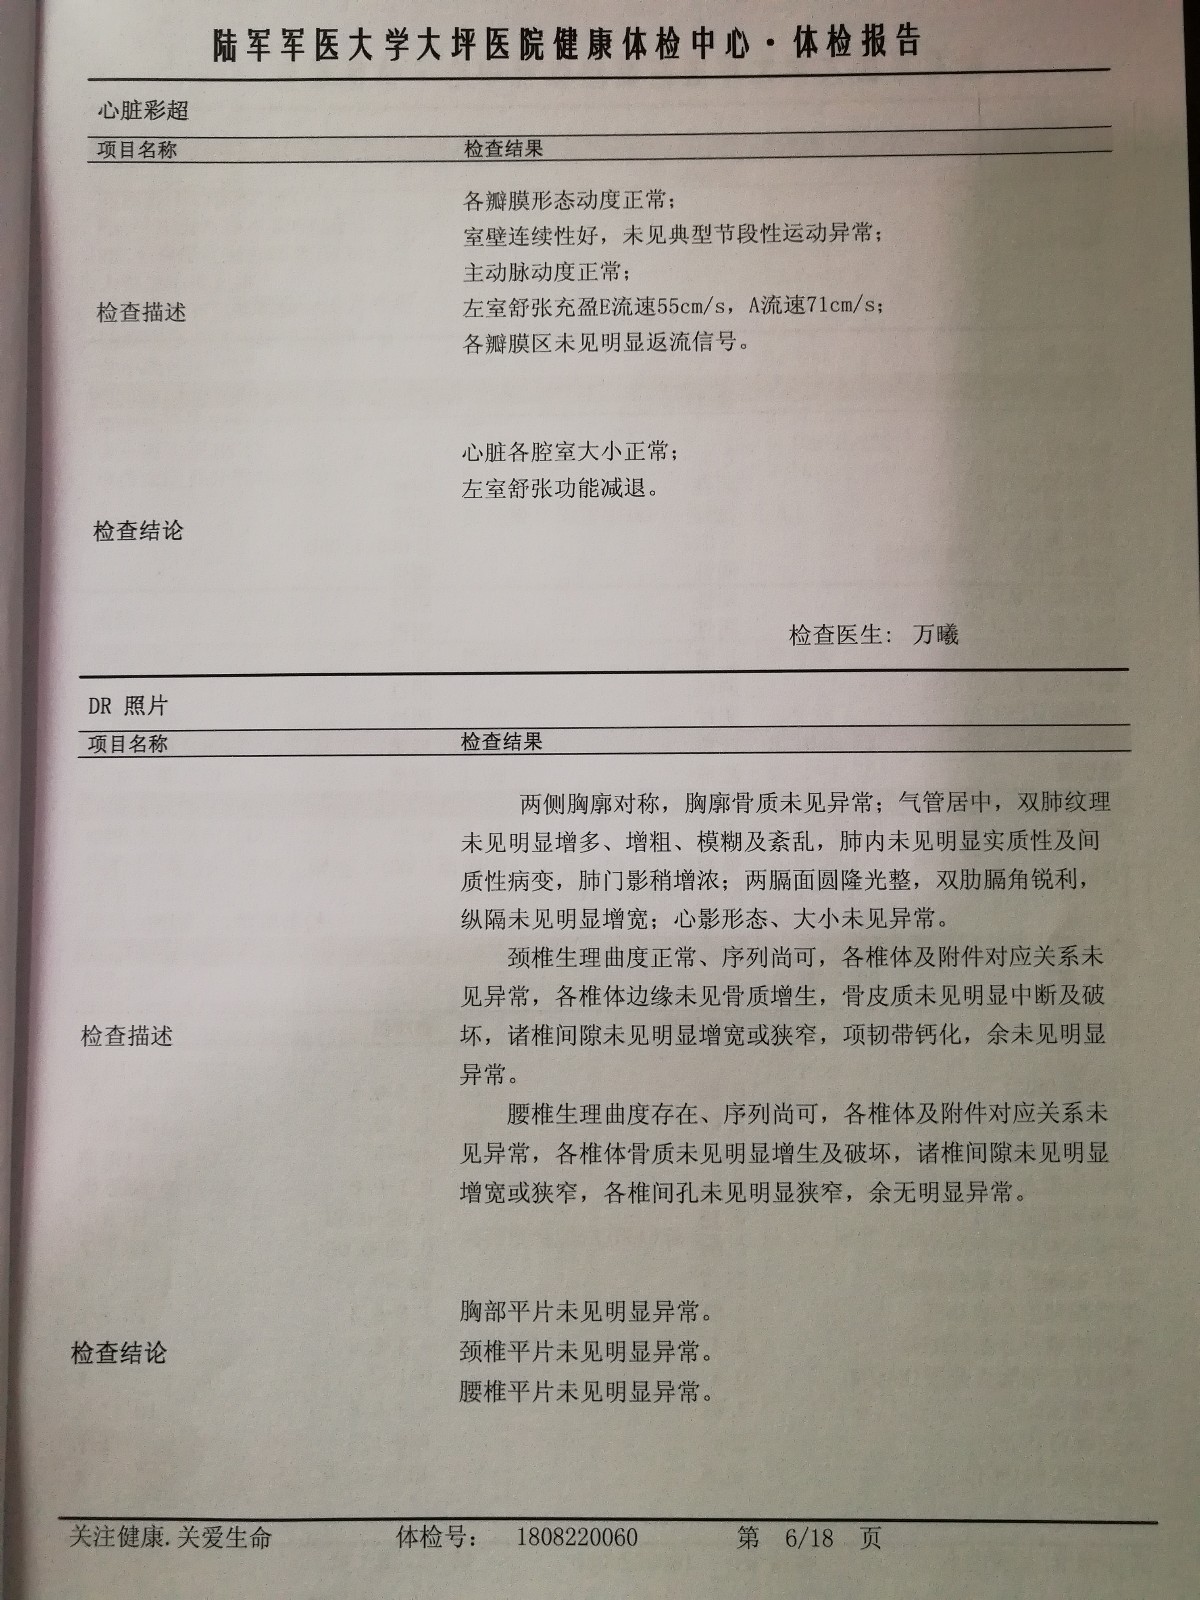 陆军军医大学大坪医院健康体检中心·体检报告
心脏彩超
项目名称 检查结果
各瓣膜形态动度正常；
室壁连续性好，未见典型节段性运动异常；
主动脉动度正常；
检查描述
左室舒张充盈E流速55cm/s，A流速71cm/s；
各瓣膜区未见明显返流信号。
心脏各腔室大小正常；
左室舒张功能减退。
检查结论
检查医生： 万曦
DR 照片
项目名称 检查结果
两侧胸廓对称，胸廓骨质未见异常；气管居中，双肺纹理
未见明显增多、增粗、模糊及紊乱，肺内未见明显实质性及间
质性病变，肺门影稍增浓；两膈面圆隆光整，双肋膈角锐利，
纵隔未见明显增宽；心影形态、大小未见异常。
颈椎生理曲度正常、序列尚可，各椎体及附件对应关系未
见异常，各椎体边缘未见骨质增生，骨皮质未见明显中断及破
检查描述
坏，诸椎间隙未见明显增宽或狭窄，项韧带钙化，余未见明显
异常。
腰椎生理曲度存在、序列尚可，各椎体及附件对应关系未
见异常，各椎体骨质未见明显增生及破坏，诸椎间隙未见明显
增宽或狭窄，各椎间孔未见明显狭窄，余无明显异常。
胸部平片未见明显异常。
检查结论
颈椎平片未见明显异常。
腰椎平片未见明显异常。
关注健康.关爱生命 体检号： 1808220060 第 6/18 页